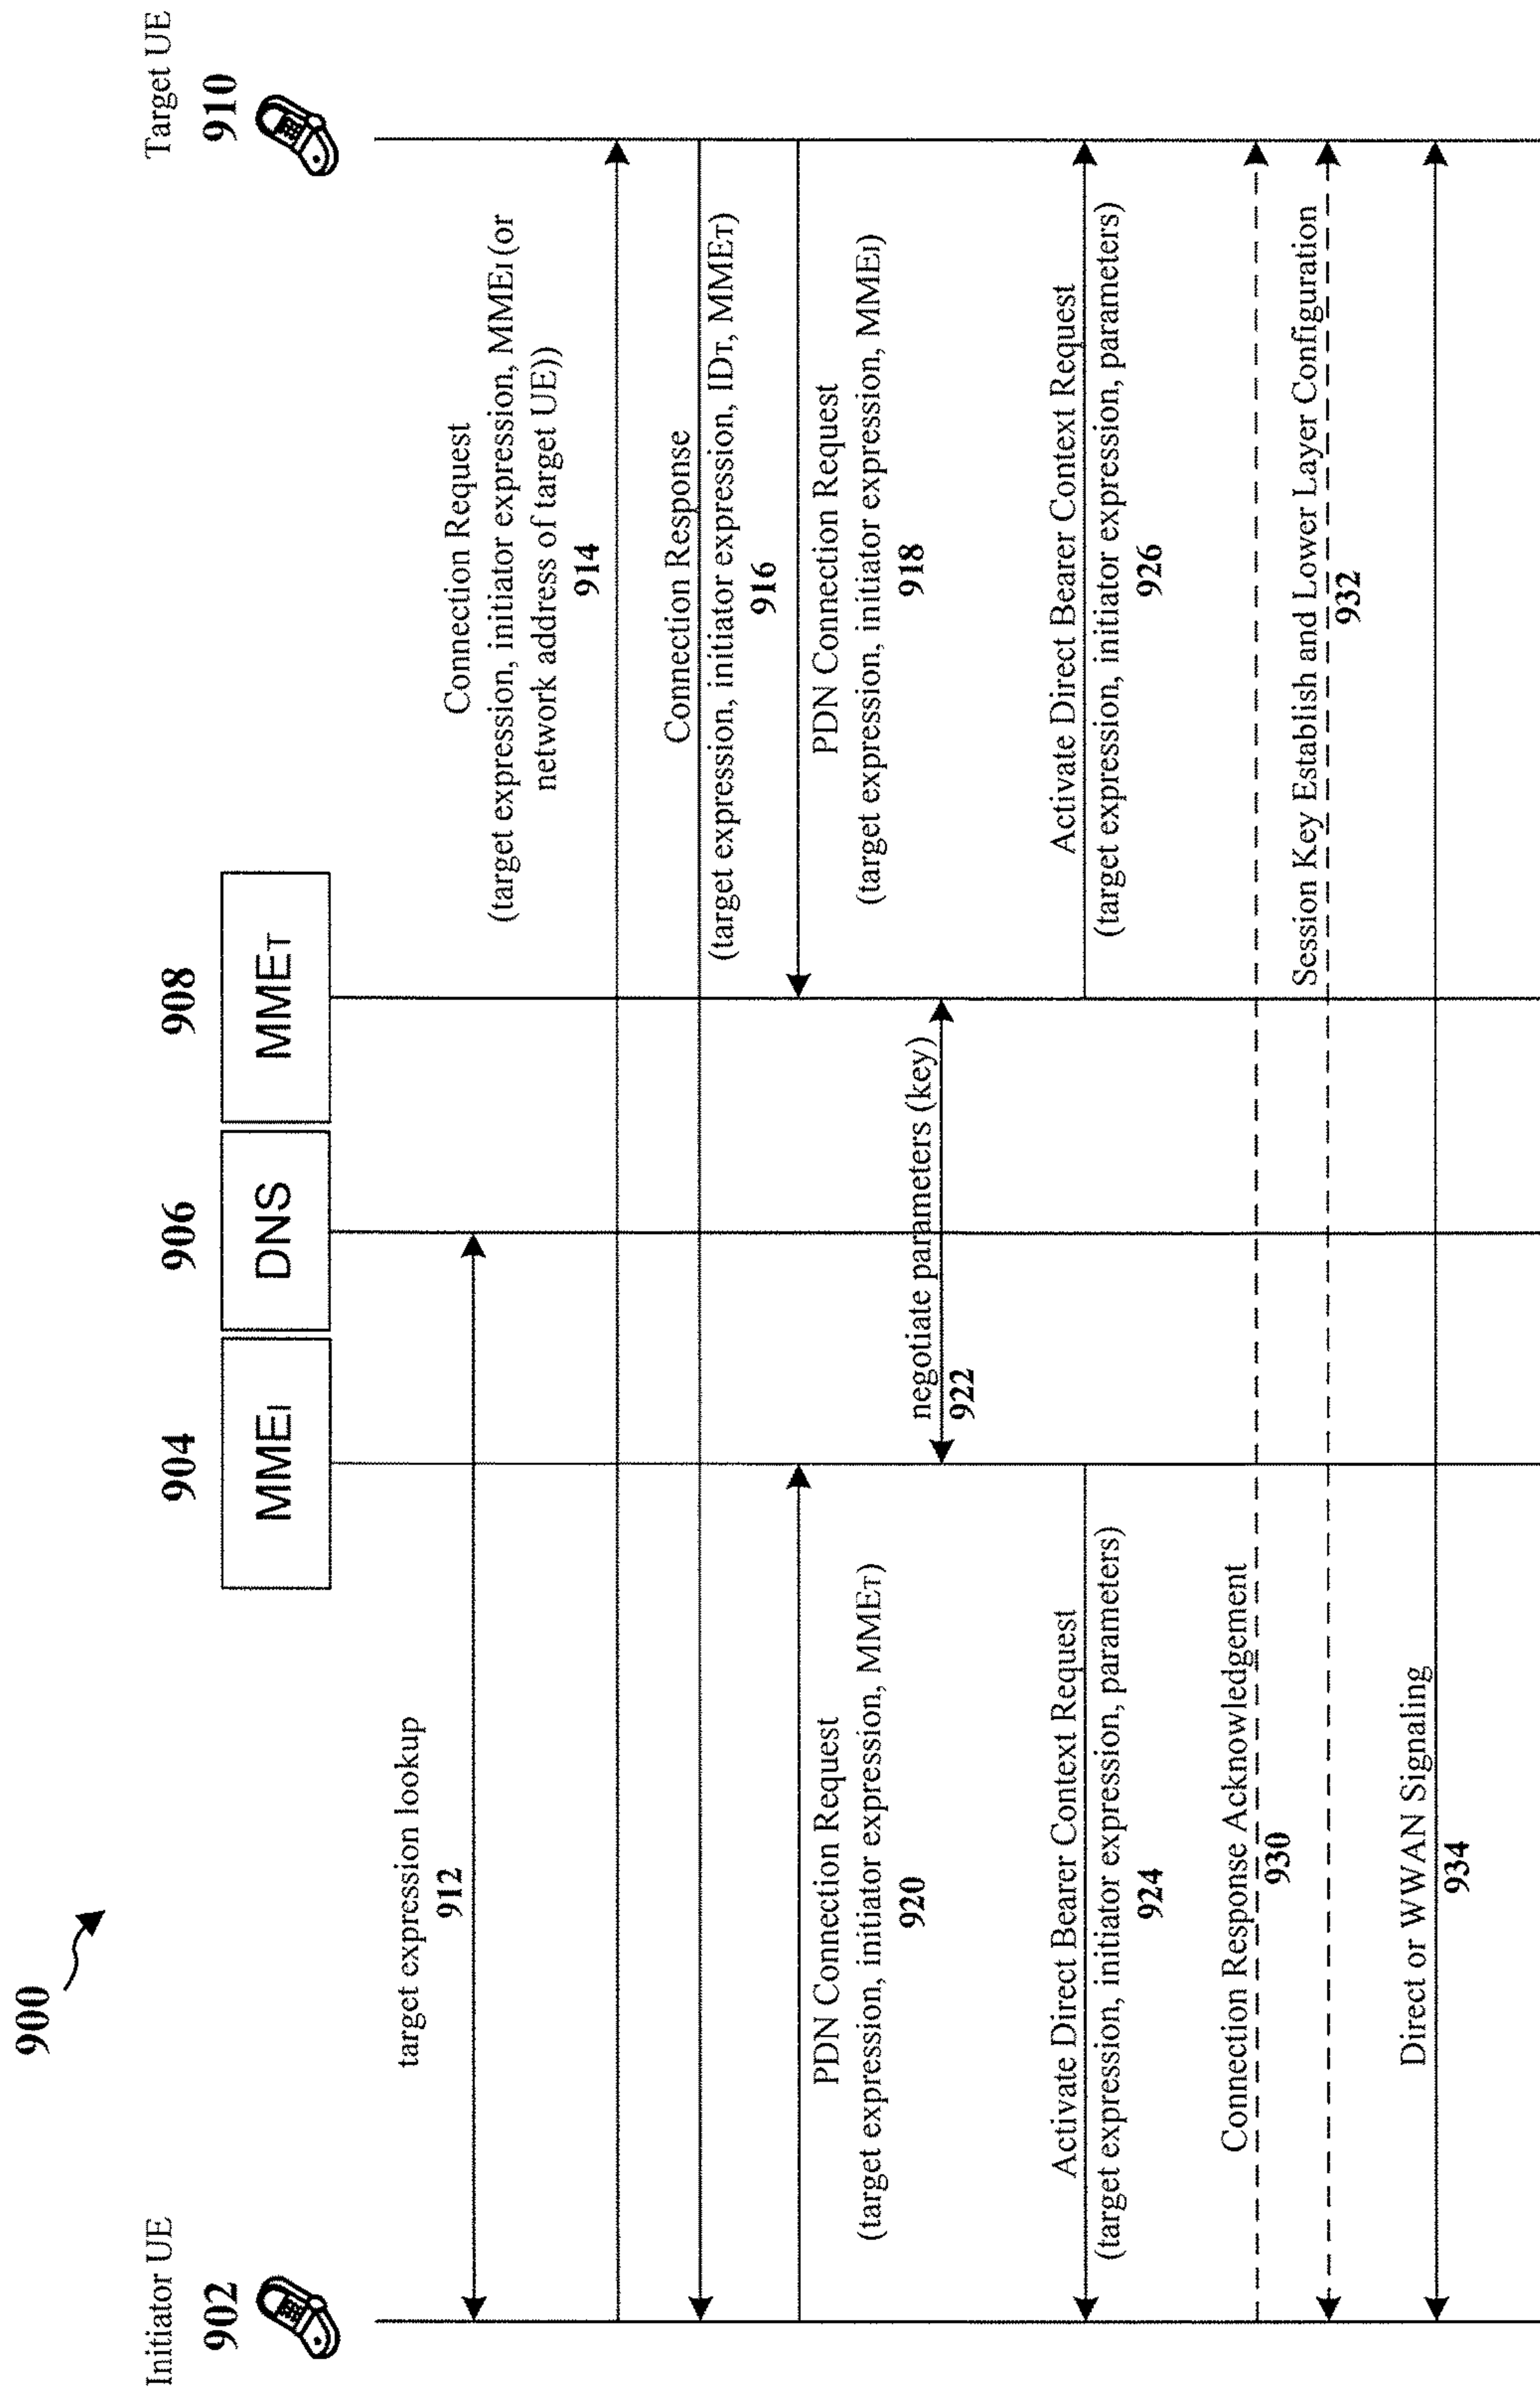 900
Initiator UE
902
904
MMEI
906
DNS
908
MMET
Target UE
910
target expression lookup
912
Connection Request
(target expression, initiator expression, MMEI (or
network address of target UE))
914
Connection Response
(target expression, initiator expression, IDT, MMET)
916
PDN Connection Request
(target expression, initiator expression, MMEI)
918
PDN Connection Request
(target expression, initiator expression, MMET)
920
negotiate parameters (key)
922
Activate Direct Bearer Context Request
(target expression, initiator expression, parameters)
924
Activate Direct Bearer Context Request
(target expression, initiator expression, parameters)
926
Connection Response Acknowledgement
930
Session Key Establish and Lower Layer Configuration
932
Direct or WWAN Signaling
934